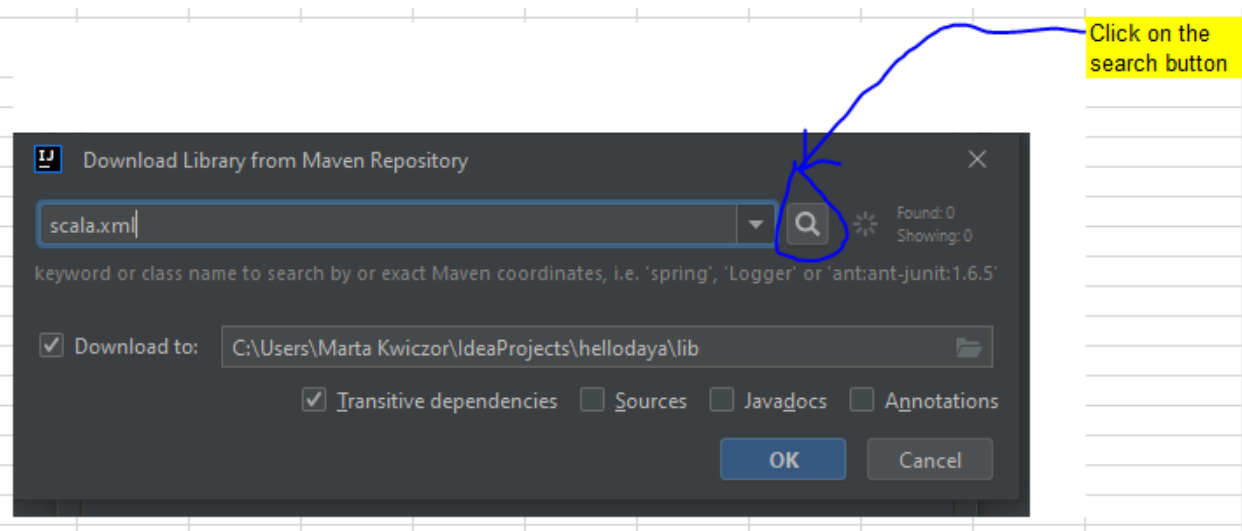 Click on the
search button
IJ
Download Library from Maven Repository
scala.xml
Found: 0
Showing: 0
keyword or class name to search by or exact Maven coordinates, i.e. 'spring', 'Logger' or 'ant:ant-junit:1.6.5'
Download to:
C:\Users\Marta Kwiczor\IdeaProjects\hellodaya\lib
Transitive dependencies
Sources
Javadocs
Annotations
OK
Cancel